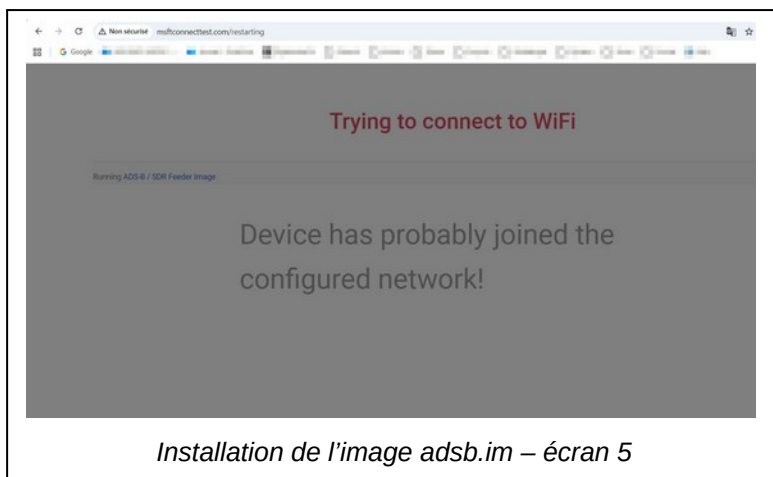 Non sécurisé msftconnecttest.com/restarting
Google
Trying to connect to WiFi
Running ADS-B / SDR Feeder Image
Device has probably joined the
configured network!
Installation de l'image adsb.im – écran 5